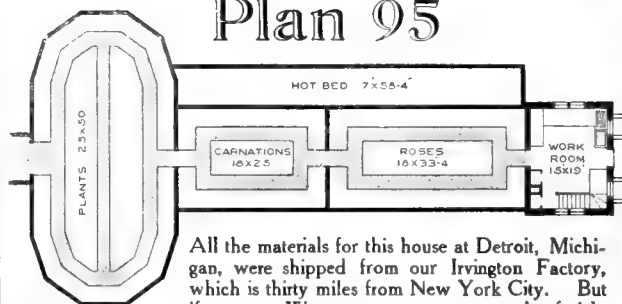 Plan 95
HOT BED 7'X58-4"
PLANTS 25X50
CARNATIONS
18X25
ROSES
18X33-4
WORK
ROOM
15X19'
All the materials for this house at Detroit, Michi-
gan, were shipped from our Irvington Factory,
which is thirty miles from New York City. But